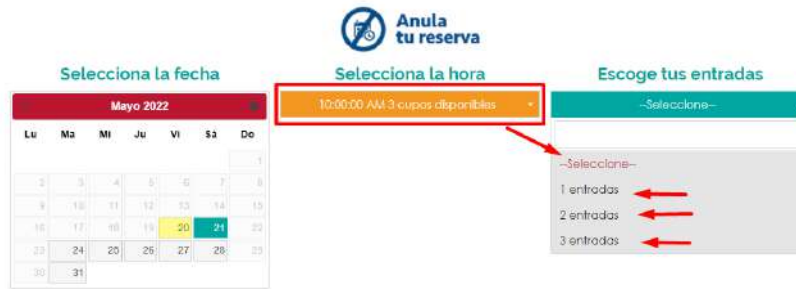 Anula
tu reserva
Selecciona la fecha
Mayo 2022
Lu Ma Mi Ju Vi Sá Do
1
2 3 4 5 6 7 8
9 10 11 12 13 14 15
16 17 18 19 20 21 22
23 24 25 26 27 28 29
30 31
Selecciona la hora
10:00:00 AM 3 cupos disponibles
Escoge tus entradas
--Seleccione--
--Seleccione--
1 entradas
2 entradas
3 entradas